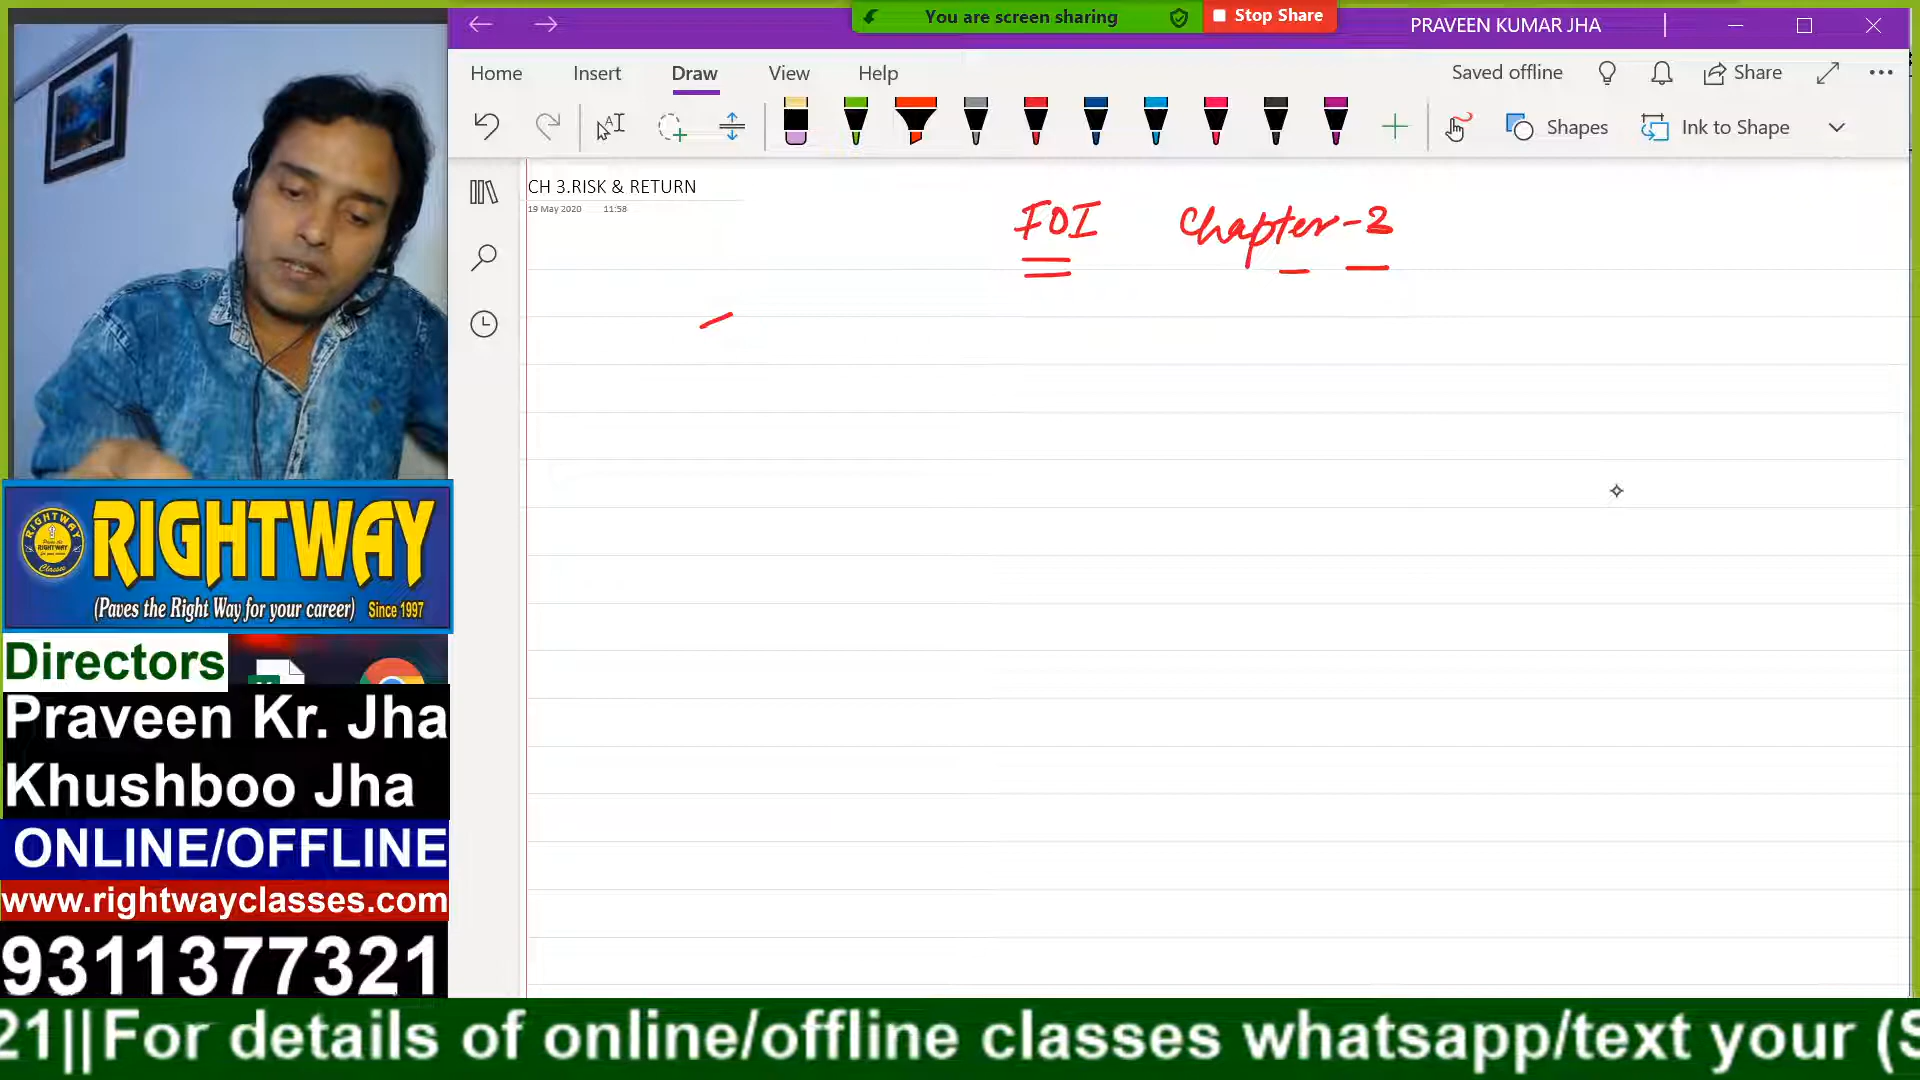 You are screen sharing
Stop Share
PRAVEEN KUMAR JHA
Home Insert Draw View Help
Saved offline
Share
Shapes
Ink to Shape
CH 3.RISK & RETURN
19 May 2020 11:58
FOI Chapter-3
RIGHTWAY
RIGHTWAY
Classes
(Paves the Right Way for your career) Since 1997
Directors
Praveen Kr. Jha
Khushboo Jha
ONLINE/OFFLINE
www.rightwayclasses.com
9311377321
21||For details of online/offline classes whatsapp/text your (S